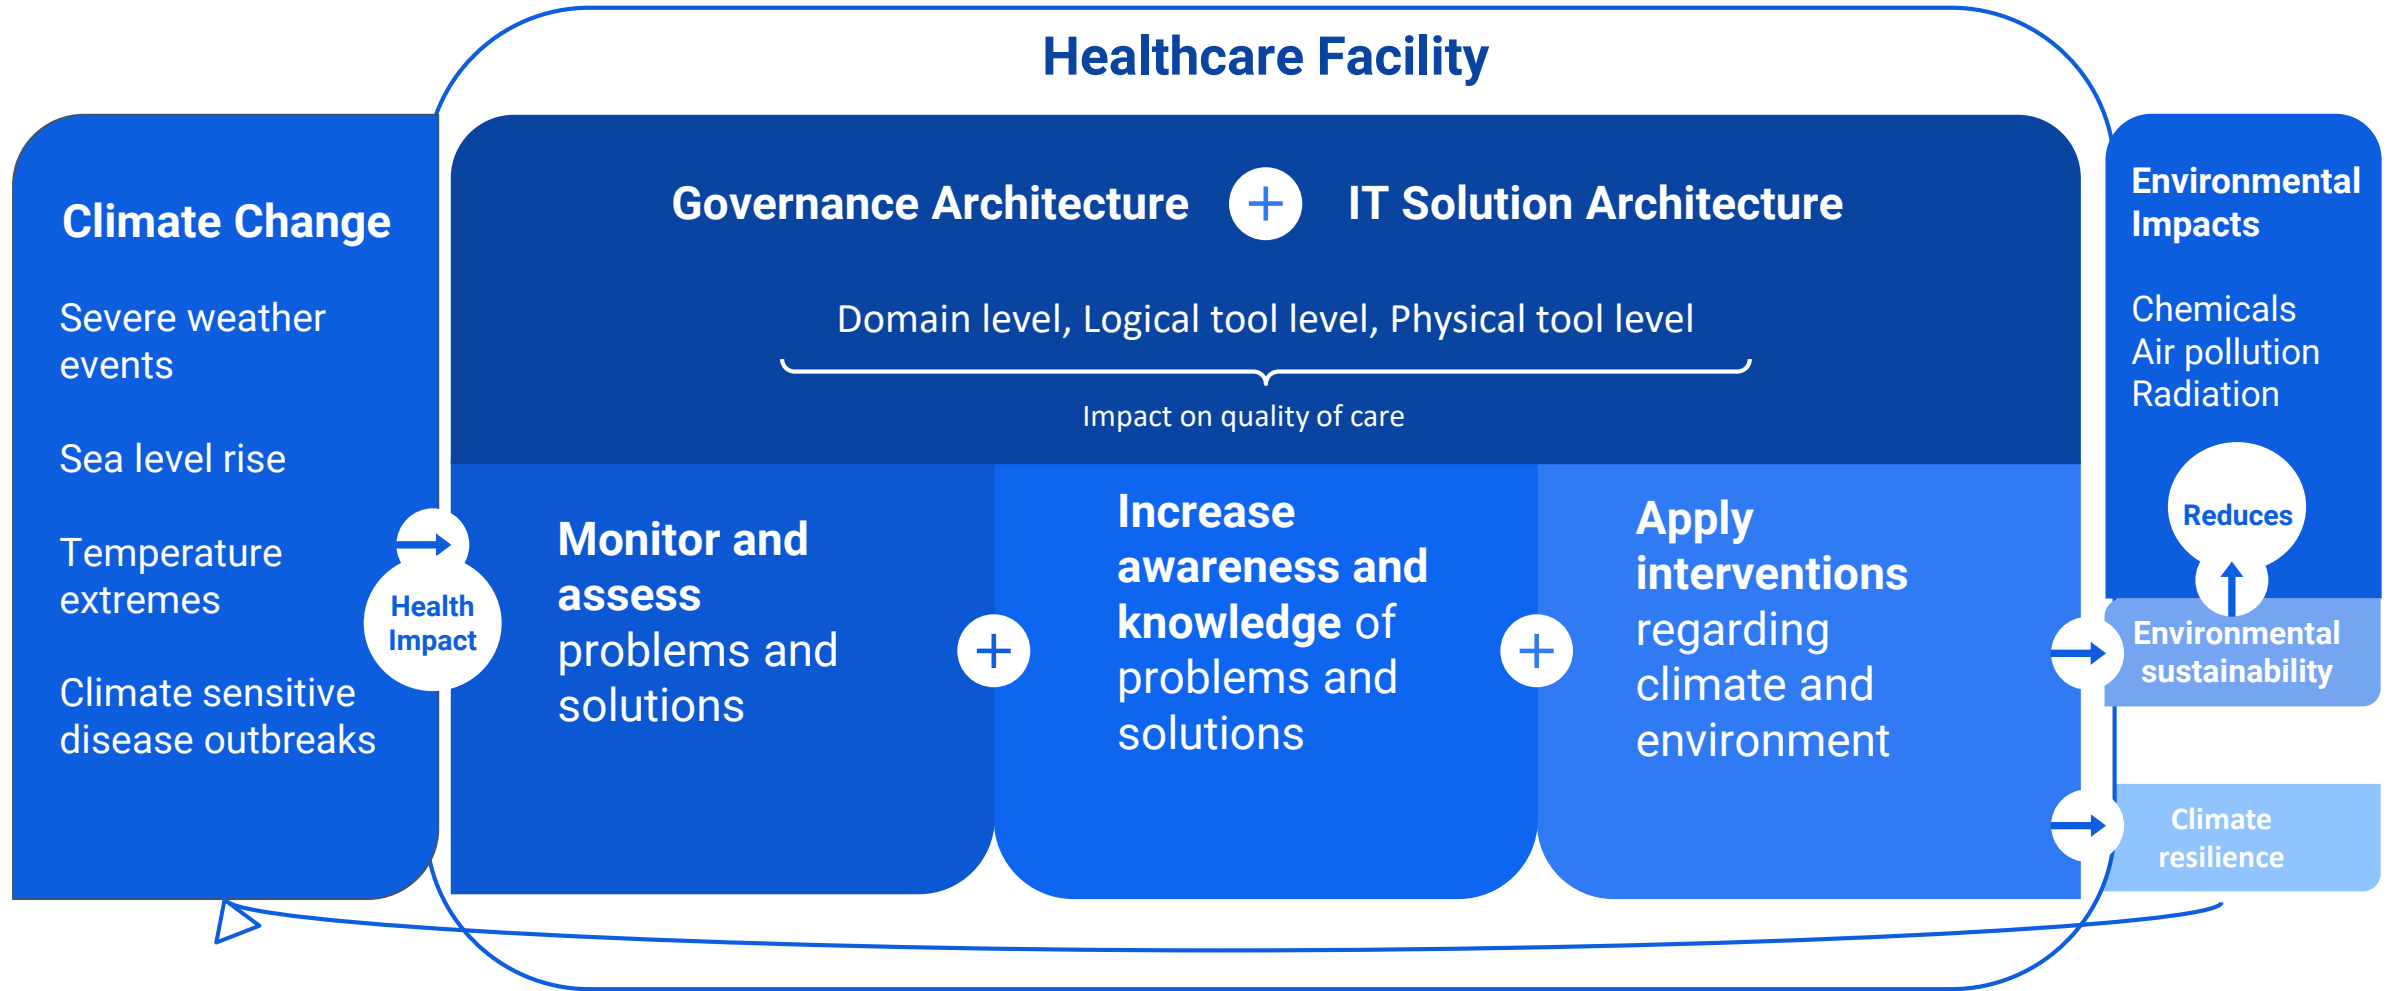 Healthcare Facility
Climate Change
Severe weather
events
Sea level rise
Temperature
extremes
Climate sensitive
disease outbreaks
Health
Impact
Governance Architecture
IT Solution Architecture
Domain level, Logical tool level, Physical tool level
Impact on quality of care
Monitor and
assess
problems and
solutions
Increase
awareness and
knowledge of
problems and
solutions
Apply
interventions
regarding
climate and
environment
Environmental
Impacts
Chemicals
Air pollution
Radiation
Reduces
Environmental
sustainability
Climate
resilience